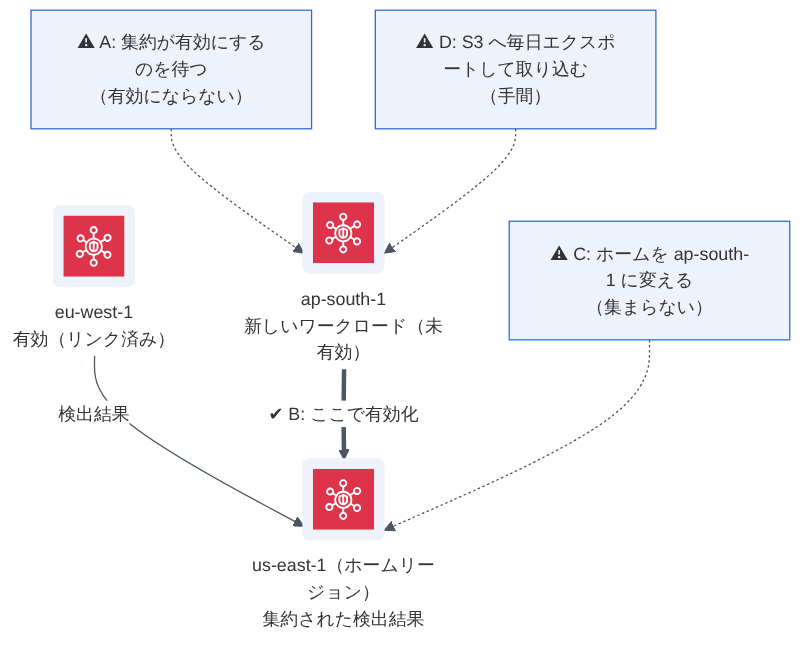 ⚠ A: 集約が有効にする
のを待つ
（有効にならない）
⚠ D: S3 へ毎日エクスポ
ートして取り込む
（手間）
⚠ C: ホームを ap-south-
1 に変える
（集まらない）
eu-west-1
有効（リンク済み）
ap-south-1
新しいワークロード（未
有効）
検出結果
✔ B: ここで有効化
us-east-1（ホームリー
ジョン）
集約された検出結果